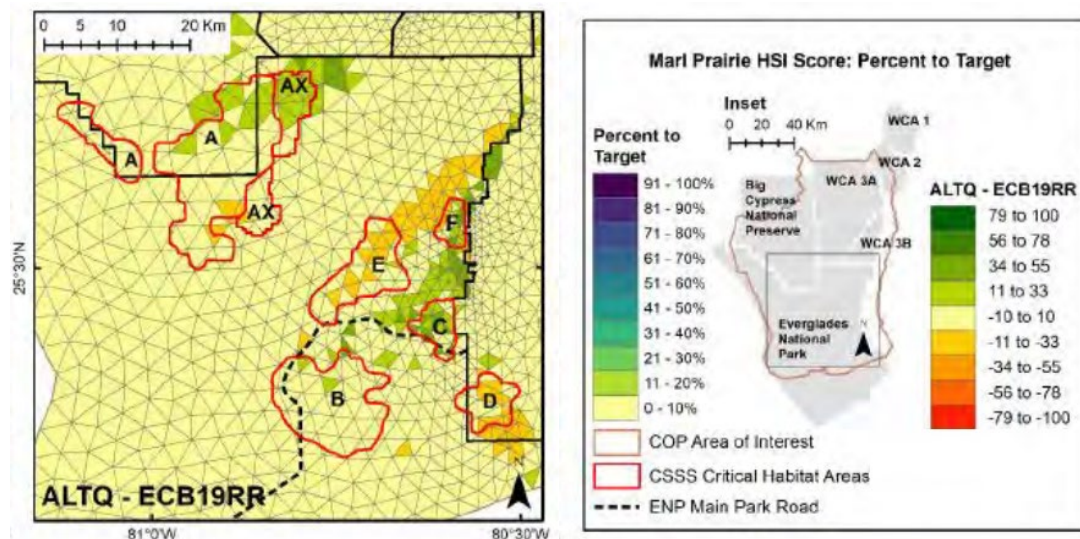 0 5 10 20 Km
AX
A
A
AX
F
E
C
B
D
N
25°30'N
ALTQ - ECB19RR
81°0'W
80°30'W
Marl Prairie HSI Score: Percent to Target
Inset
0 20 40 Km
WCA 1
WCA 2
WCA 3A
Big
Cypress
National
Preserve
WCA 3B
Everglades
National
Park
N
Percent to
Target
91 - 100%
81 - 90%
71 - 80%
61 - 70%
51 - 60%
41 - 50%
31 - 40%
21 - 30%
11 - 20%
0 - 10%
ALTQ - ECB19RR
79 to 100
56 to 78
34 to 55
11 to 33
-10 to 10
-11 to -33
-34 to -55
-56 to -78
-79 to -100
COP Area of Interest
CSSS Critical Habitat Areas
ENP Main Park Road